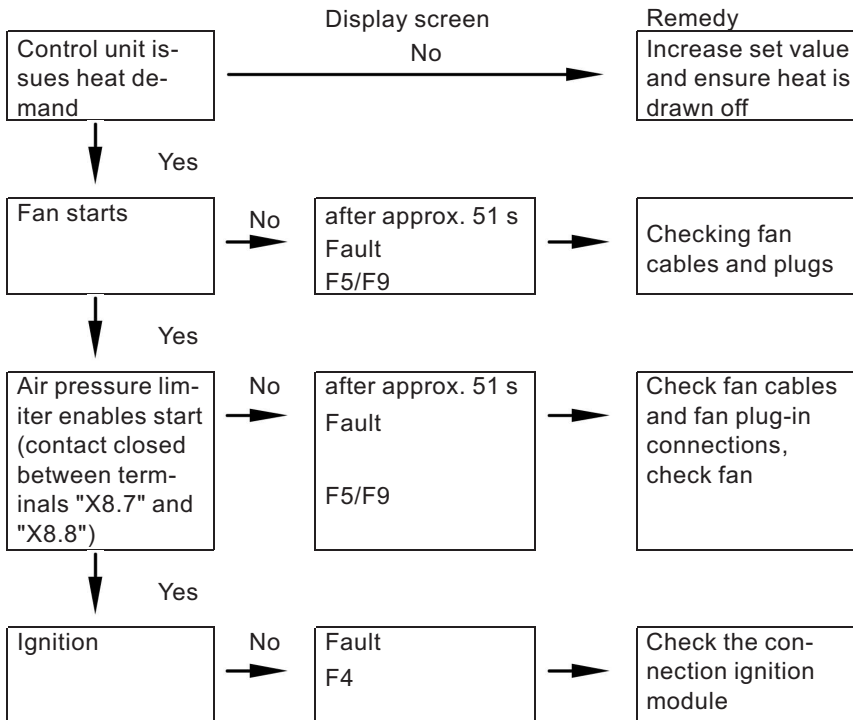 Display screen
Remedy
Control unit is-
sues heat de-
mand
No
Increase set value
and ensure heat is
drawn off
Yes
Fan starts
No
after approx. 51 s
Fault
F5/F9
Checking fan
cables and plugs
Yes
Air pressure lim-
iter enables start
(contact closed
between term-
inals "X8.7" and
"X8.8")
No
after approx. 51 s
Fault
F5/F9
Check fan cables
and fan plug-in
connections,
check fan
Yes
Ignition
No
Fault
F4
Check the con-
nection ignition
module